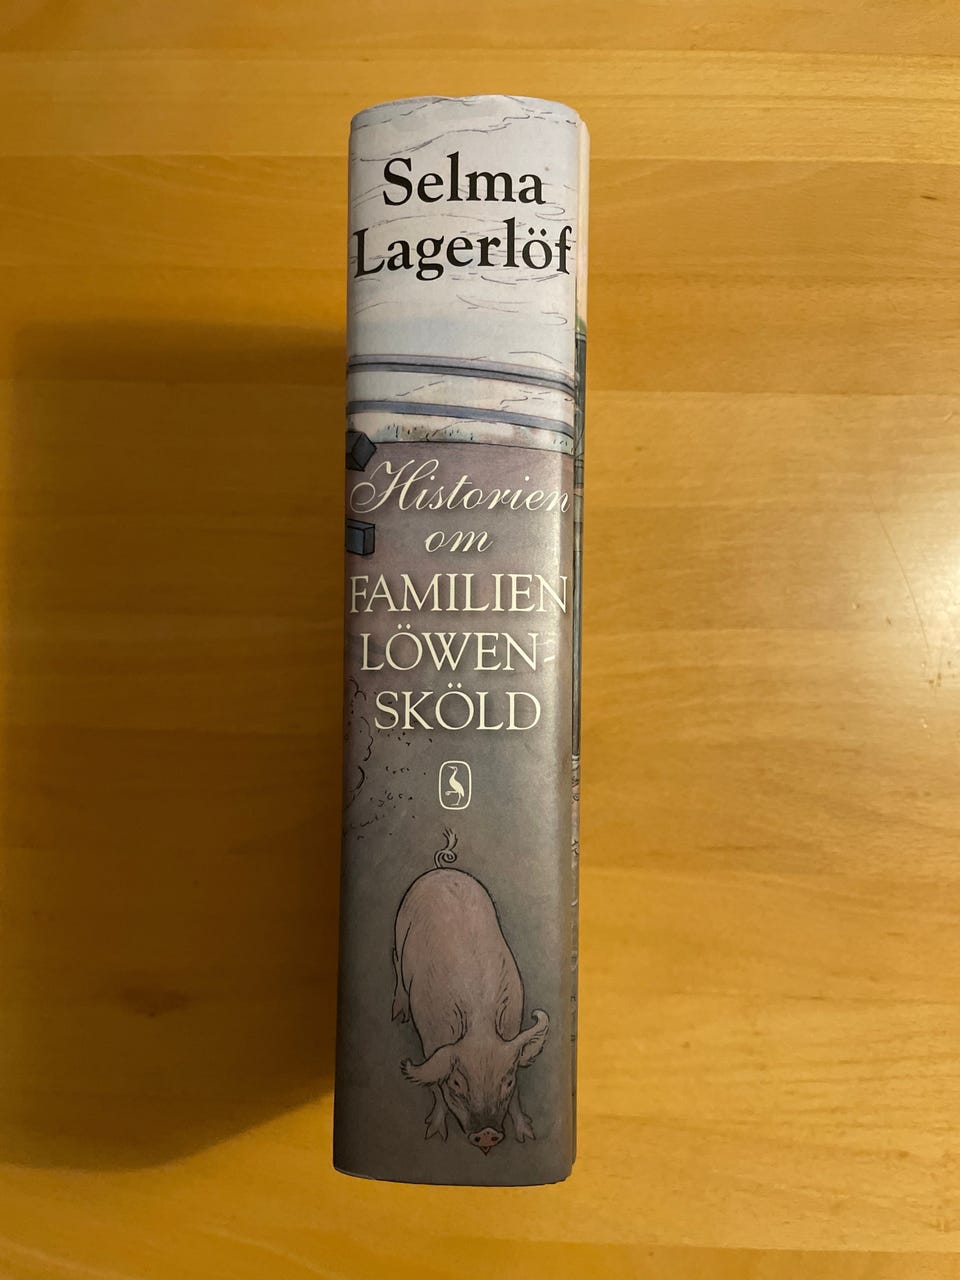 Selma
Lagerlöf
Historien
om
FAMILIEN
LÖWEN-
SKÖLD